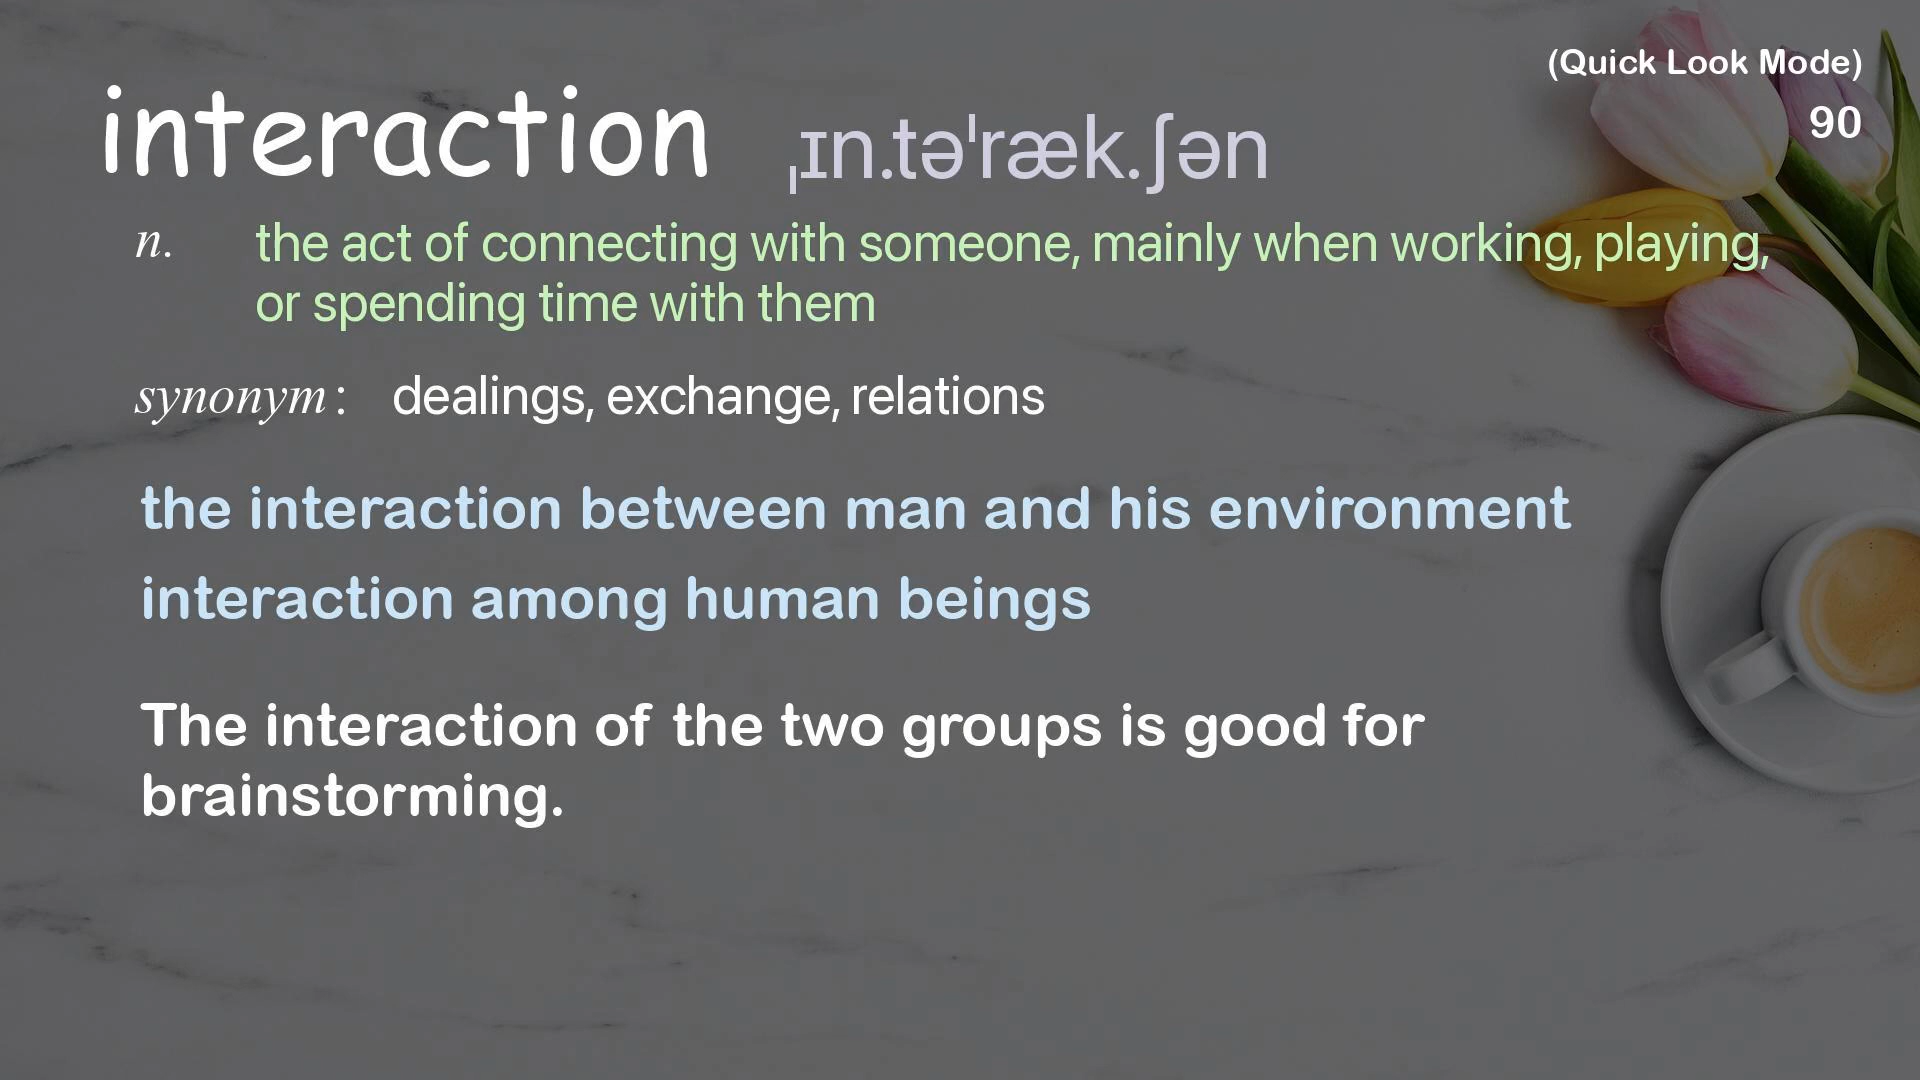 (Quick Look Mode)
90
interaction ˌɪn.təˈræk.ʃən
n. the act of connecting with someone, mainly when working, playing,
or spending time with them
synonym: dealings, exchange, relations
the interaction between man and his environment
interaction among human beings
The interaction of the two groups is good for
brainstorming.